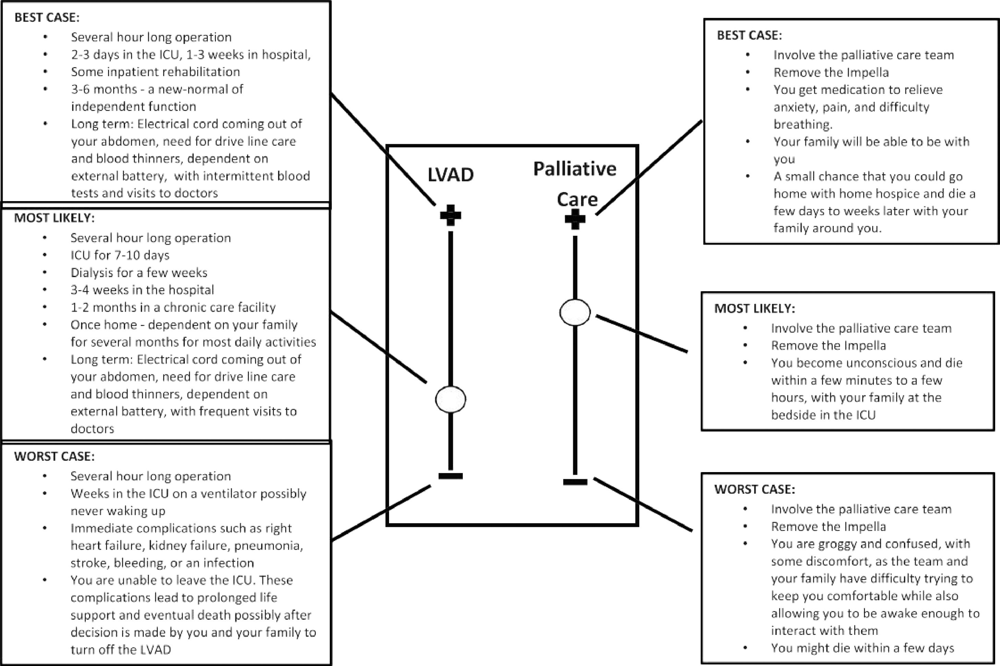 BEST CASE:
• Several hour long operation
• 2-3 days in the ICU, 1-3 weeks in hospital,
• Some inpatient rehabilitation
• 3-6 months - a new-normal of
independent function
• Long term: Electrical cord coming out of
your abdomen, need for drive line care
and blood thinners, dependent on
external battery,  with intermittent blood
tests and visits to doctors
MOST LIKELY:
• Several hour long operation
• ICU for 7-10 days
• Dialysis for a few weeks
• 3-4 weeks in the hospital
• 1-2 months in a chronic care facility
• Once home - dependent on your family
for several months for most daily activities
• Long term: Electrical cord coming out of
your abdomen, need for drive line care
and blood thinners, dependent on
external battery, with frequent visits to
doctors
WORST CASE:
• Several hour long operation
• Weeks in the ICU on a ventilator possibly
never waking up
• Immediate complications such as right
heart failure, kidney failure, pneumonia,
stroke, bleeding, or an infection
• You are unable to leave the ICU. These
complications lead to prolonged life
support and eventual death possibly after
decision is made by you and your family to
turn off the LVAD
LVAD
Palliative
Care
BEST CASE:
• Involve the palliative care team
• Remove the Impella
• You get medication to relieve
anxiety, pain, and difficulty
breathing.
• Your family will be able to be with
you
• A small chance that you could go
home with home hospice and die a
few days to weeks later with your
family around you.
MOST LIKELY:
• Involve the palliative care team
• Remove the Impella
• You become unconscious and die
within a few minutes to a few
hours, with your family at the
bedside in the ICU
WORST CASE:
• Involve the palliative care team
• Remove the Impella
• You are groggy and confused, with
some discomfort, as the team and
your family have difficulty trying to
keep you comfortable while also
allowing you to be awake enough to
interact with them
• You might die within a few days